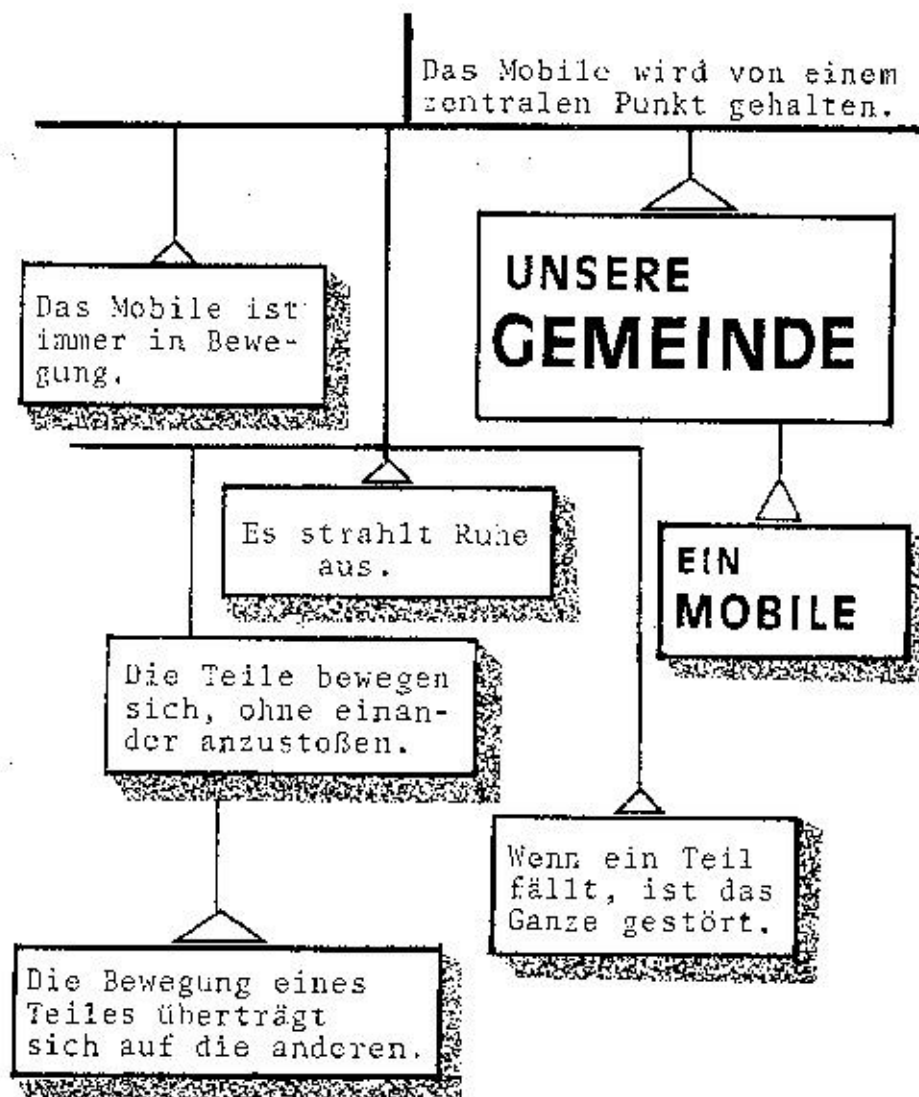 Das Mobile wird von einem
zentralen Punkt gehalten.
UNSERE
GEMEINDE
Das Mobile ist
immer in Bewe-
gung.
Es strahlt Ruhe
aus.
EIN
MOBILE
Die Teile bewegen
sich, ohne einan-
der anzustoßen.
Wenn ein Teil
fällt, ist das
Ganze gestört.
Die Bewegung eines
Teiles überträgt
sich auf die anderen.